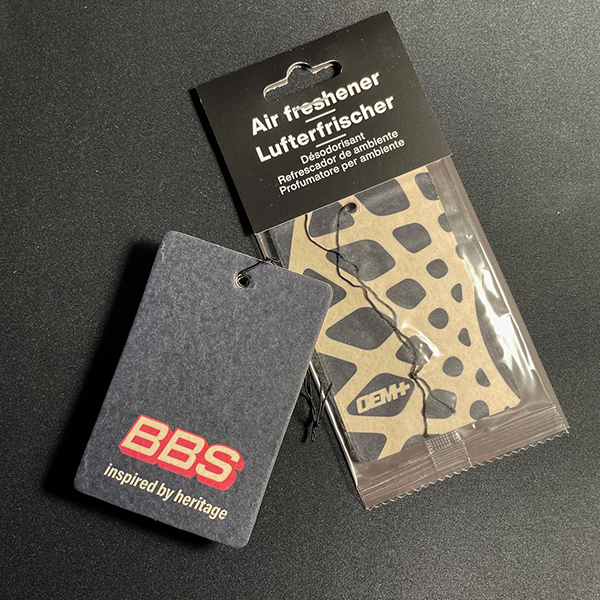 Air freshener
Lufterfrischer
Désodorisant
Refrescador de ambiente
Profumatore per ambiente
OEM+
BBS
inspired by heritage